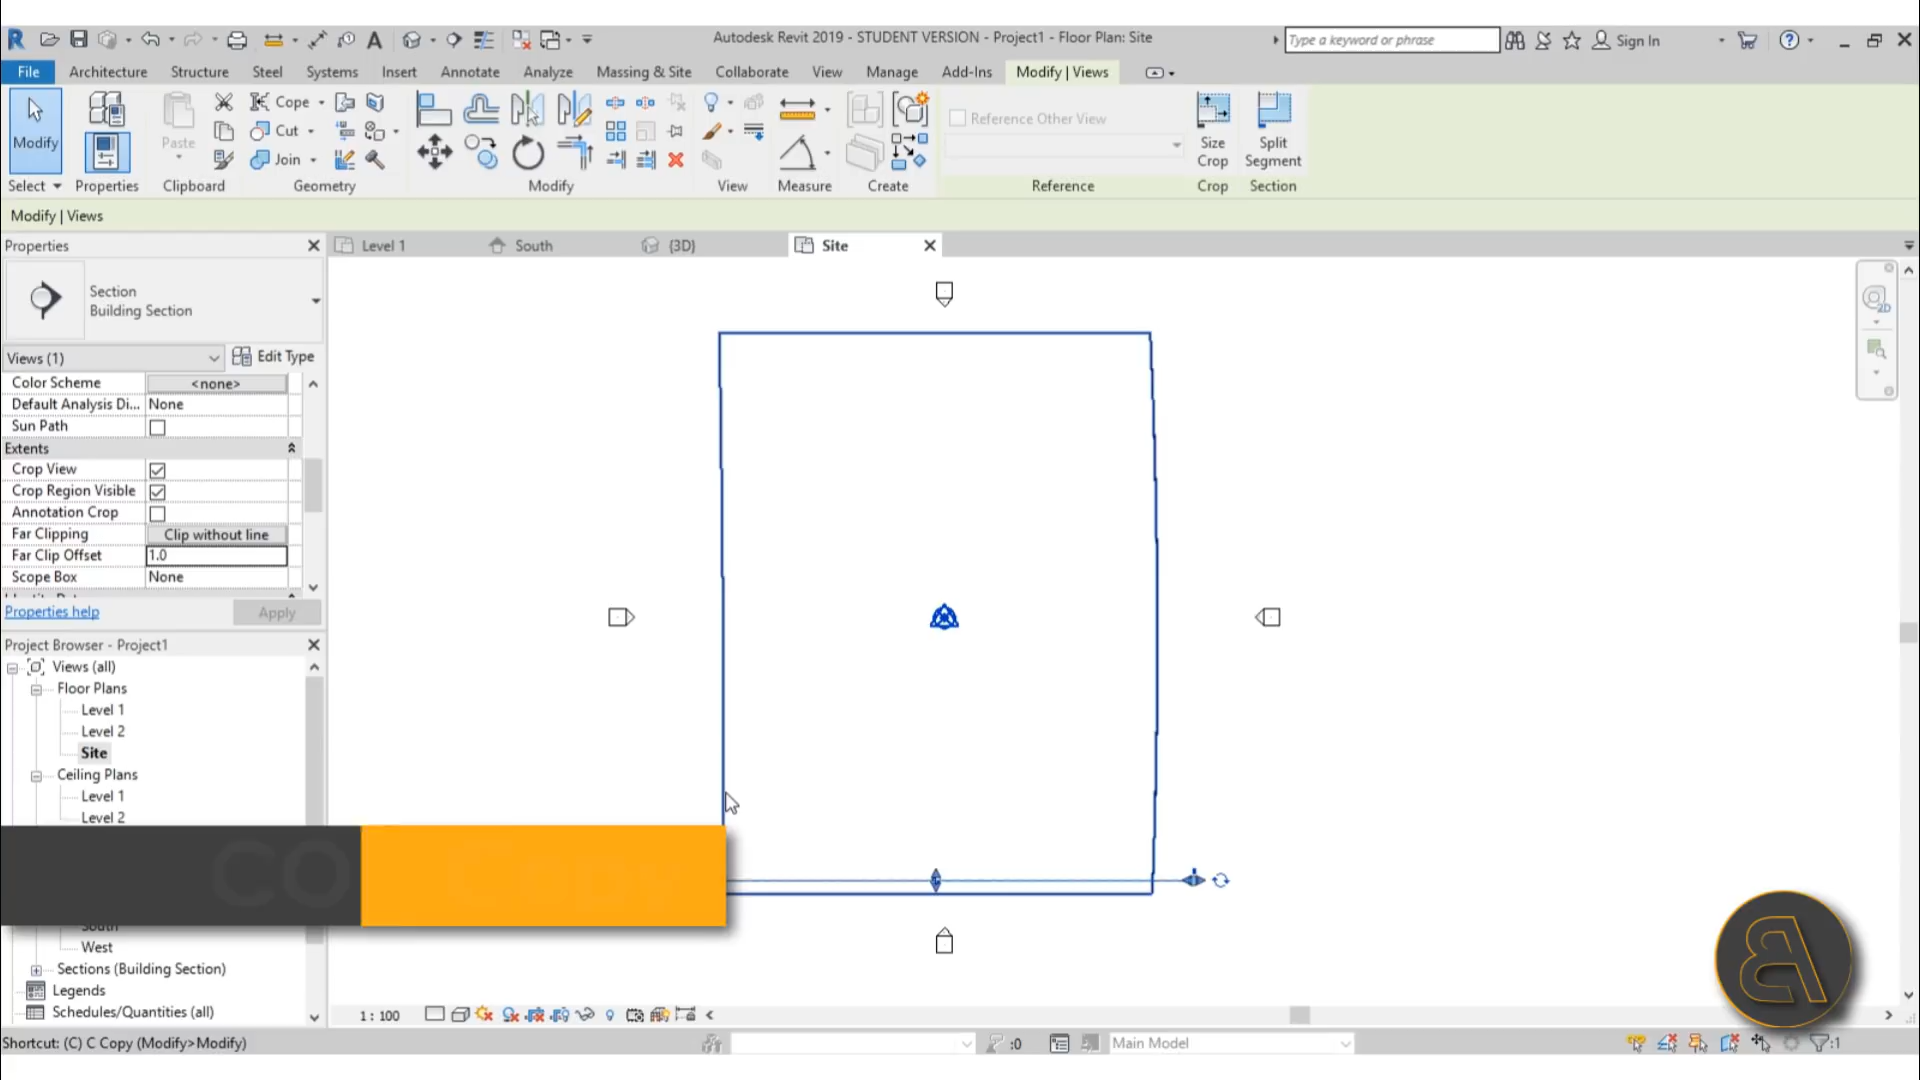 Autodesk Revit 2019 - STUDENT VERSION - Project1 - Floor Plan: Site
Type a keyword or phrase
Sign In
File
Architecture
Structure
Steel
Systems
Insert
Annotate
Analyze
Massing & Site
Collaborate
View
Manage
Add-Ins
Modify | Views
Modify
Paste
Cope
Cut
Join
Reference Other View
Size
Crop
Split
Segment
Select
Properties
Clipboard
Geometry
Modify
View
Measure
Create
Reference
Crop
Section
Modify | Views
Properties
Level 1
South
{3D}
Site
Section
Building Section
Views (1)
Edit Type
Color Scheme
<none>
Default Analysis Di...
None
Sun Path
Extents
Crop View
Crop Region Visible
Annotation Crop
Far Clipping
Clip without line
Far Clip Offset
1.0
Scope Box
None
Properties help
Apply
Project Browser - Project1
Views (all)
Floor Plans
Level 1
Level 2
Site
Ceiling Plans
Level 1
Level 2
CO
South
West
Sections (Building Section)
Legends
Schedules/Quantities (all)
1 : 100
Shortcut: (C) C Copy (Modify>Modify)
:0
Main Model
:1
2D